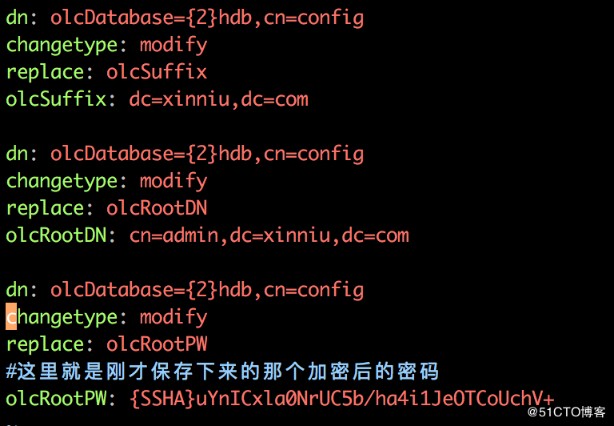 dn: olcDatabase={2}hdb,cn=config
changetype: modify
replace: olcSuffix
olcSuffix: dc=xinniu,dc=com
dn: olcDatabase={2}hdb,cn=config
changetype: modify
replace: olcRootDN
olcRootDN: cn=admin,dc=xinniu,dc=com
dn: olcDatabase={2}hdb,cn=config
changetype: modify
replace: olcRootPW
#这里就是刚才保存下来的那个加密后的密码
olcRootPW: {SSHA}uYnICxla0NrUC5b/ha4i1JeOTCoUchV+
@51CTO博客